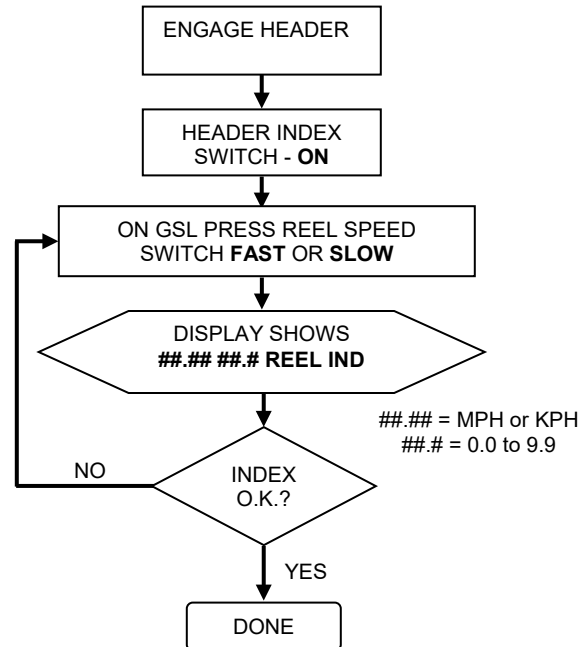 ENGAGE HEADER
HEADER INDEX
SWITCH - ON
ON GSL PRESS REEL SPEED
SWITCH FAST OR SLOW
DISPLAY SHOWS
##.## ##.# REEL IND
##.## = MPH or KPH
##.# = 0.0 to 9.9
NO
INDEX
O.K.?
YES
DONE